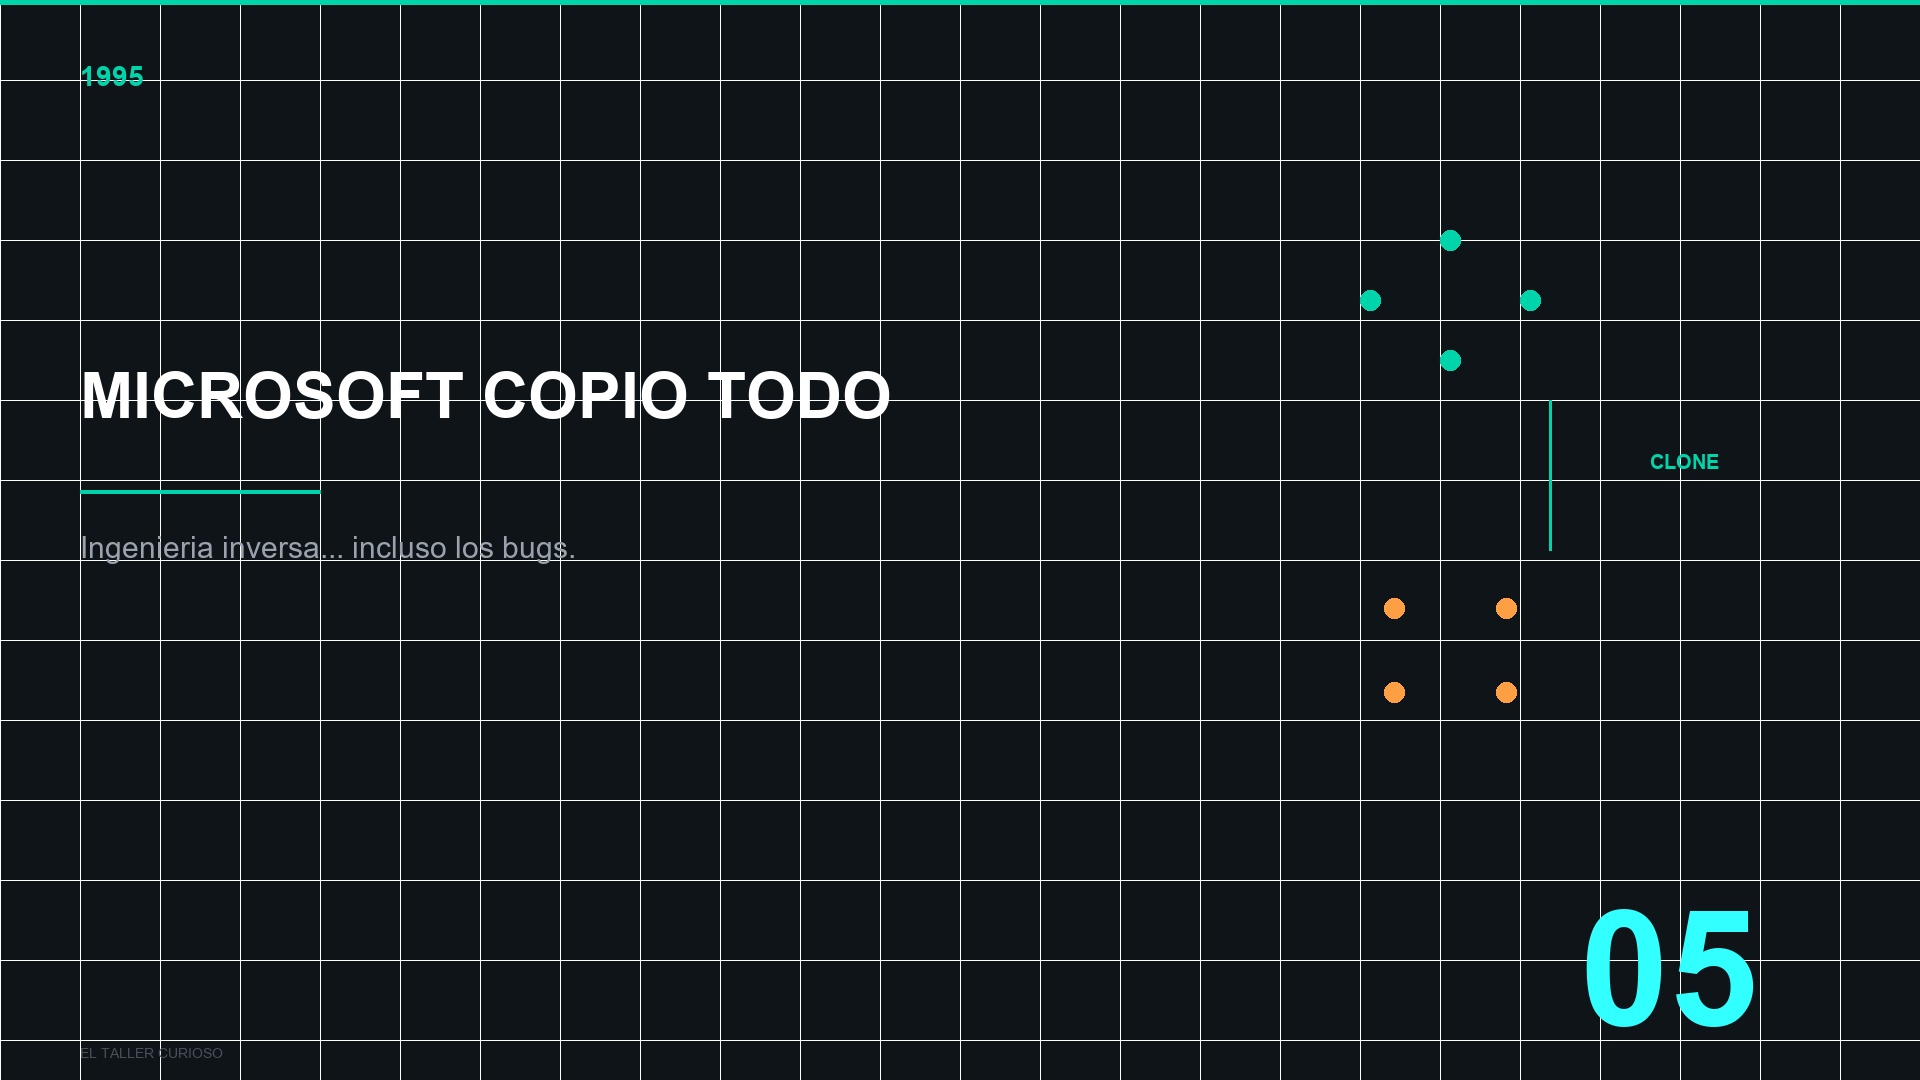 1995
MICROSOFT COPIO TODO
CLONE
Ingenieria inversa... incluso los bugs.
05
EL TALLER CURIOSO